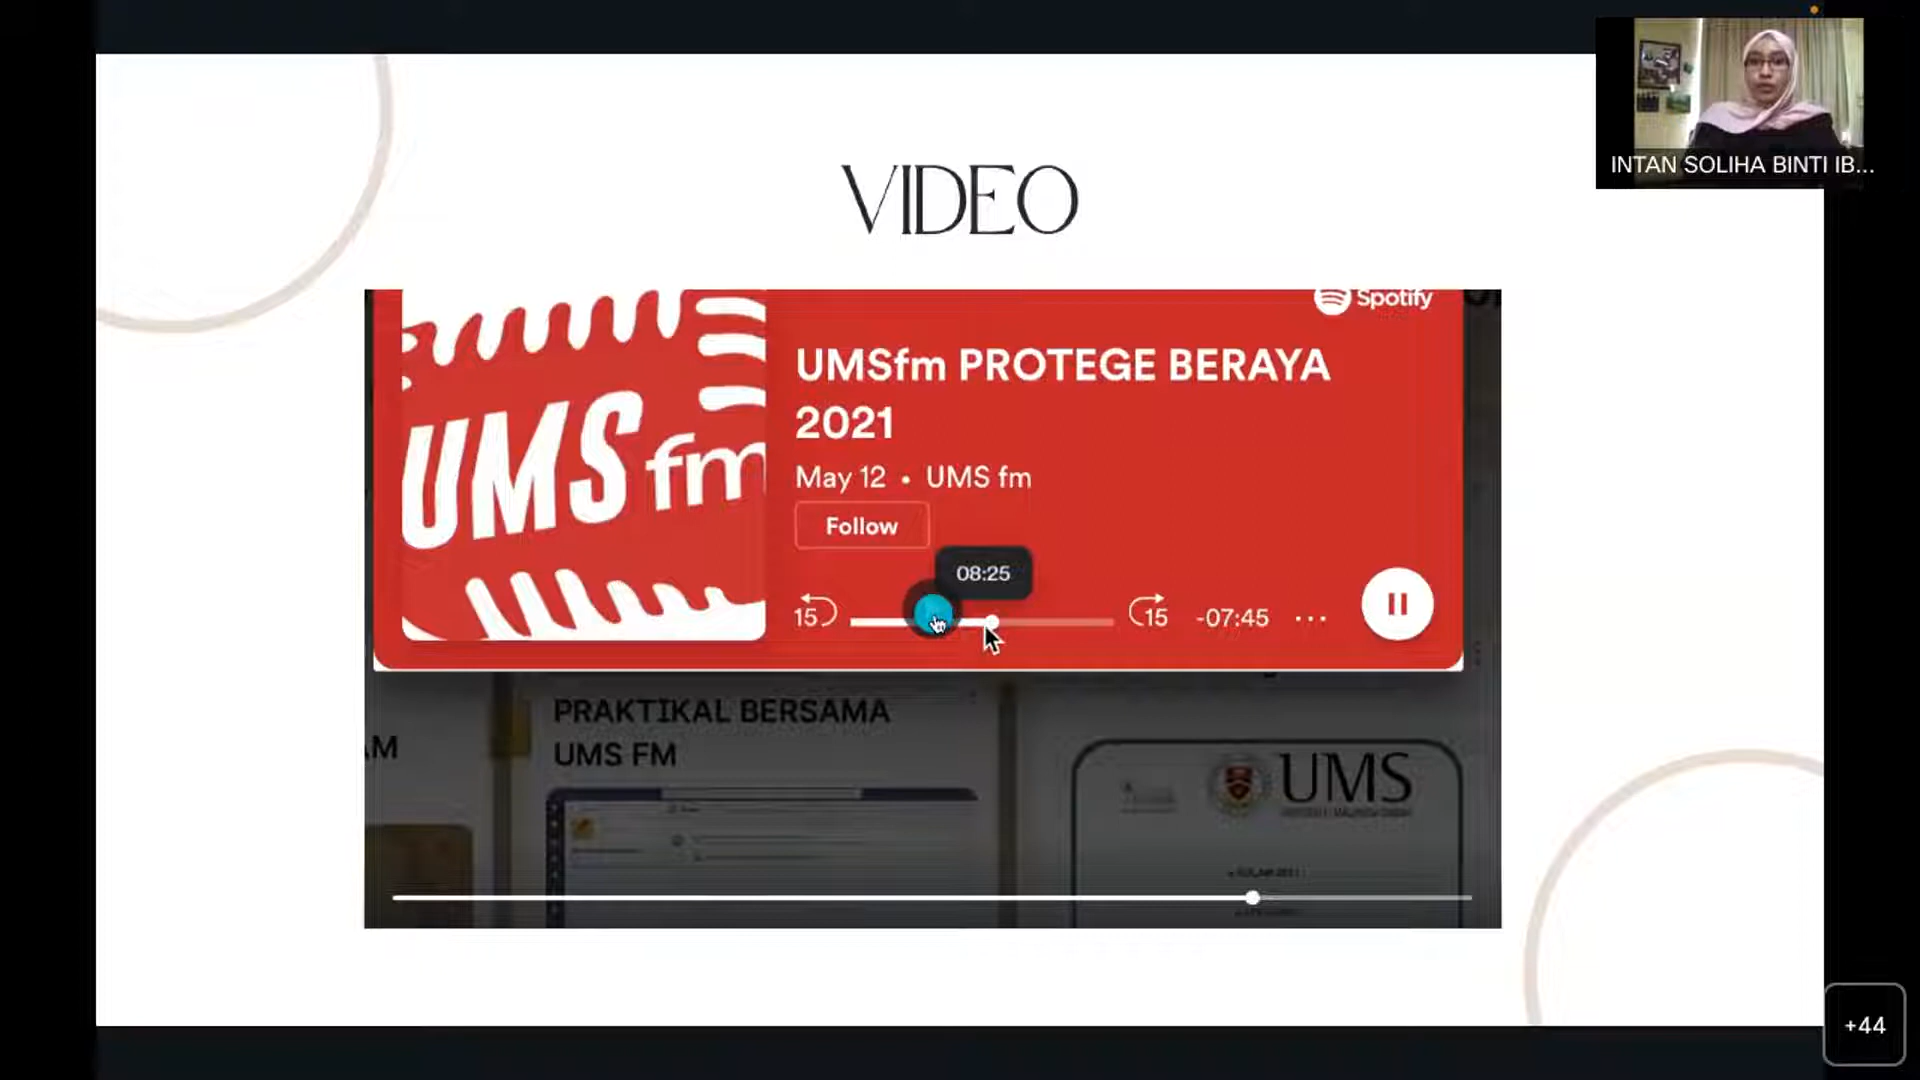 INTAN SOLIHA BINTI IB...
VIDEO
Spotify
UMS
fm
UMSfm PROTEGE BERAYA
2021
May 12 • UMS fm
Follow
08:25
15
15
-07:45
...
PRAKTIKAL BERSAMA
UMS FM
AM
UMS
+44